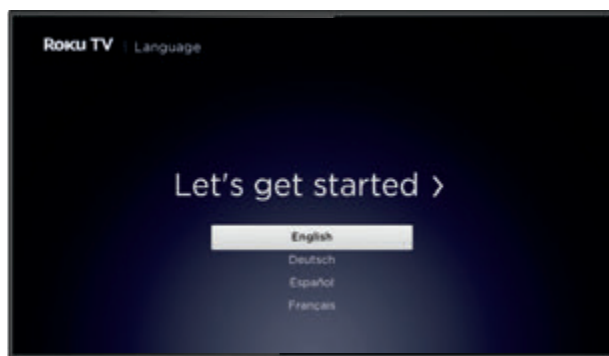 Roku TV | Language
Let's get started >
English
Deutsch
Español
Français